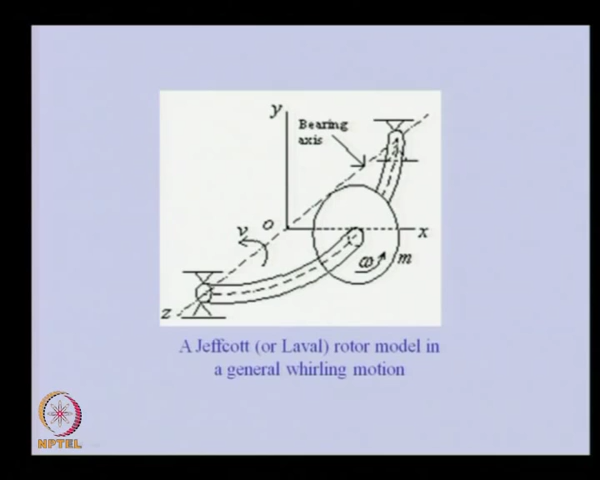 y
Bearing
axis
ν
o
x
ω
m
z
A Jeffcott (or Laval) rotor model in
a general whirling motion
NPTEL